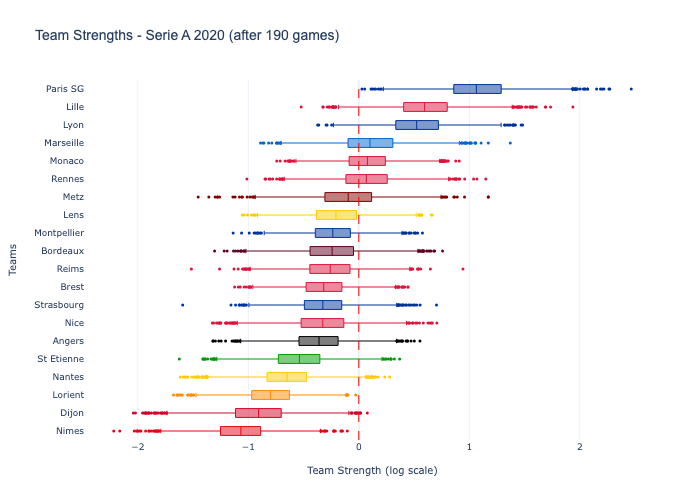 Team Strengths - Serie A 2020 (after 190 games)
Paris SG
Lille
Lyon
Marseille
Monaco
Rennes
Metz
Lens
Montpellier
Bordeaux
Reims
Brest
Strasbourg
Nice
Angers
St Etienne
Nantes
Lorient
Dijon
Nimes
Teams
−2 −1 0 1 2
Team Strength (log scale)